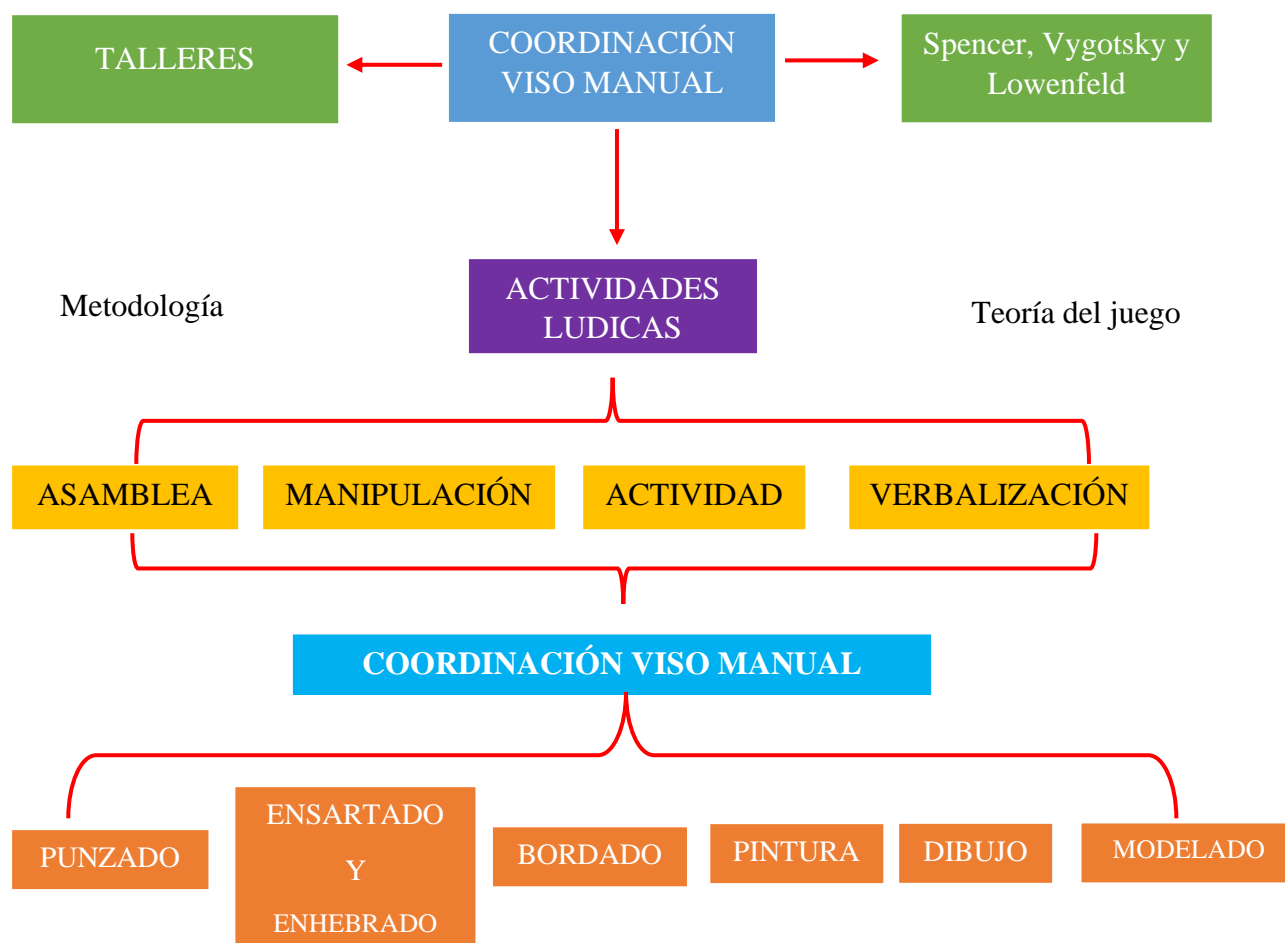 TALLERES
COORDINACIÓN
VISO MANUAL
Spencer, Vygotsky y
Lowenfeld
Metodología
ACTIVIDADES
LUDICAS
Teoría del juego
ASAMBLEA
MANIPULACIÓN
ACTIVIDAD
VERBALIZACIÓN
COORDINACIÓN VISO MANUAL
PUNZADO
ENSARTADO
Y
ENHEBRADO
BORDADO
PINTURA
DIBUJO
MODELADO